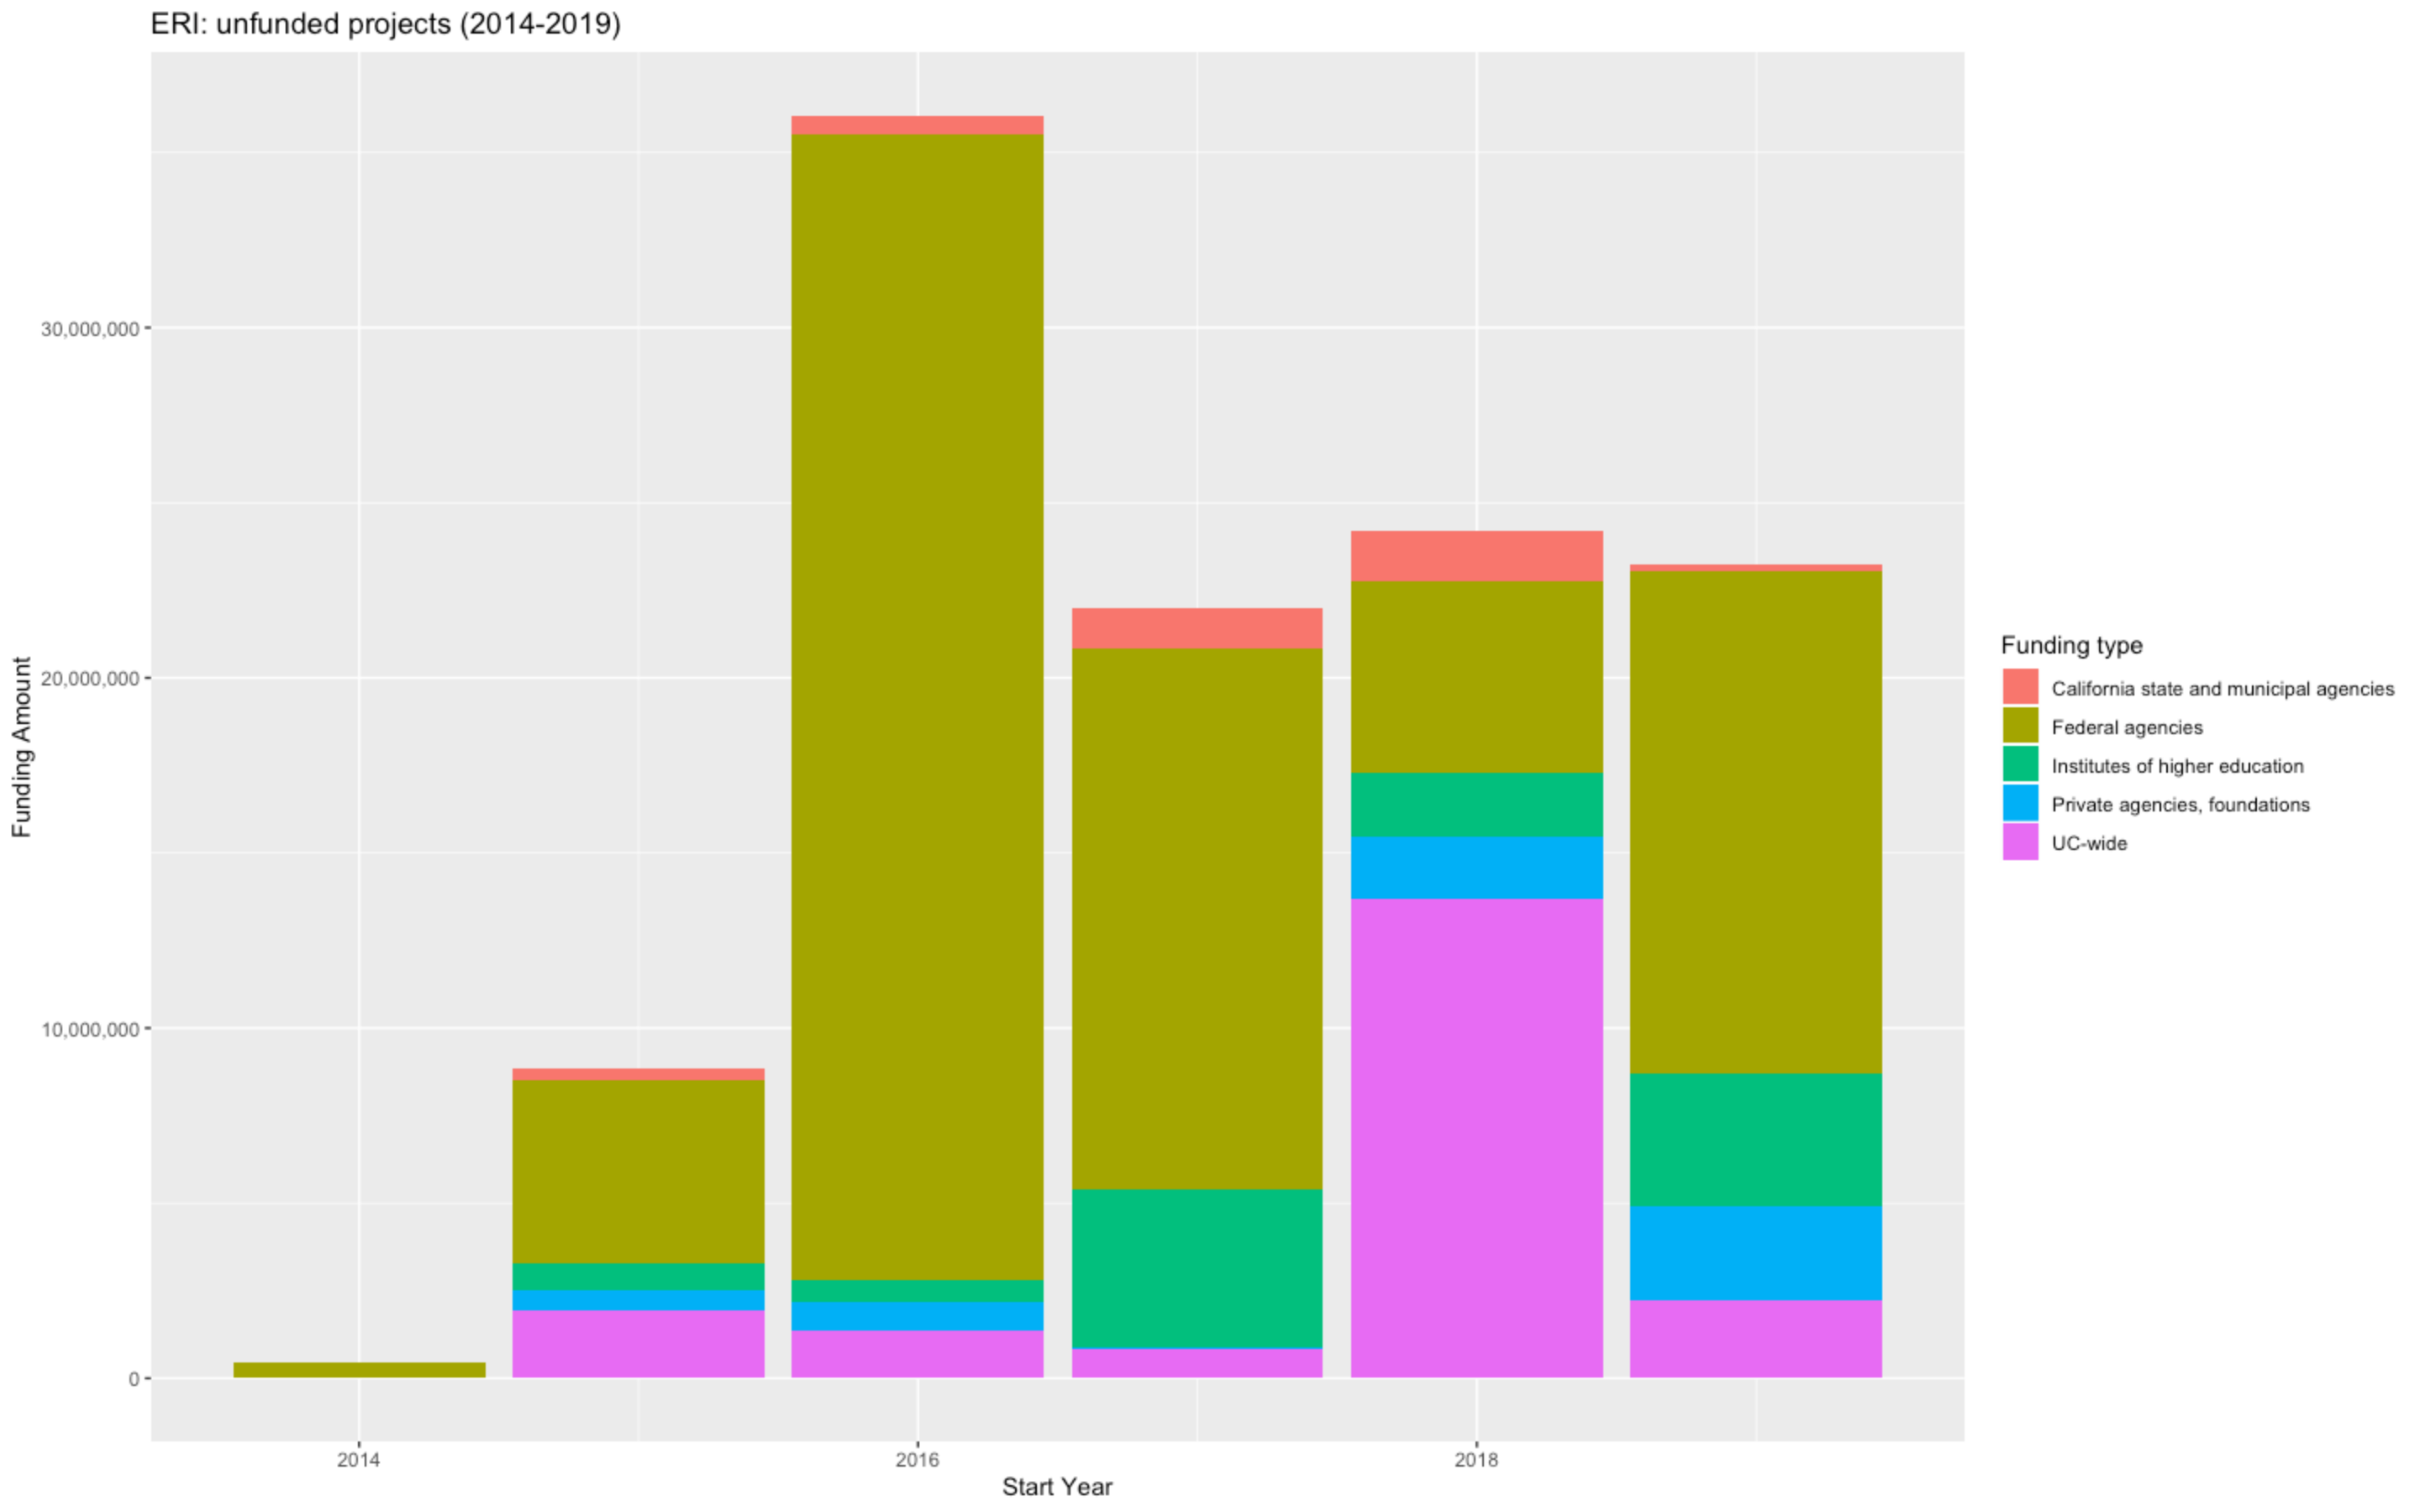 ERI: unfunded projects (2014-2019)
Funding Amount
30,000,000
20,000,000
10,000,000
0
2014
2016
2018
Start Year
Funding type
California state and municipal agencies
Federal agencies
Institutes of higher education
Private agencies, foundations
UC-wide